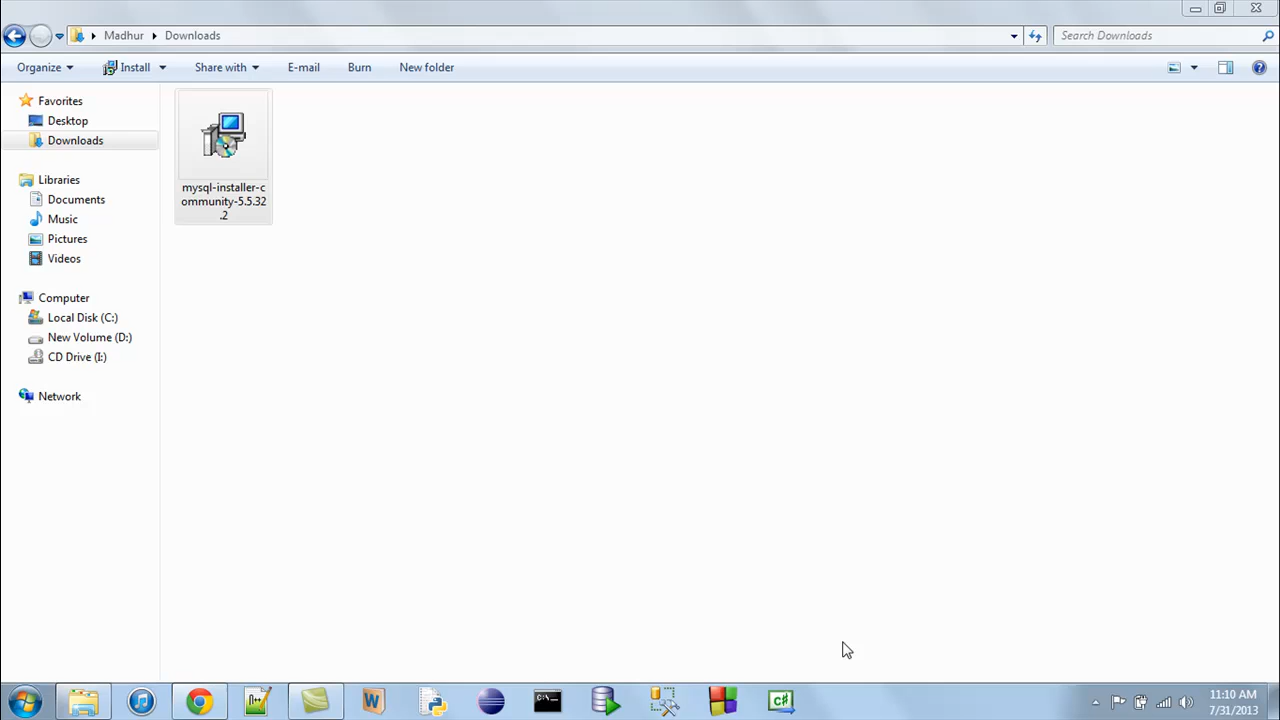 Madhur Downloads
Search Downloads
Organize Install Share with E-mail Burn New folder
Favorites
Desktop
Downloads
Libraries
Documents
Music
Pictures
Videos
Computer
Local Disk (C:)
New Volume (D:)
CD Drive (I:)
Network
mysql-installer-c
ommunity-5.5.32
.2
C:\
C#
11:10 AM
7/31/2013